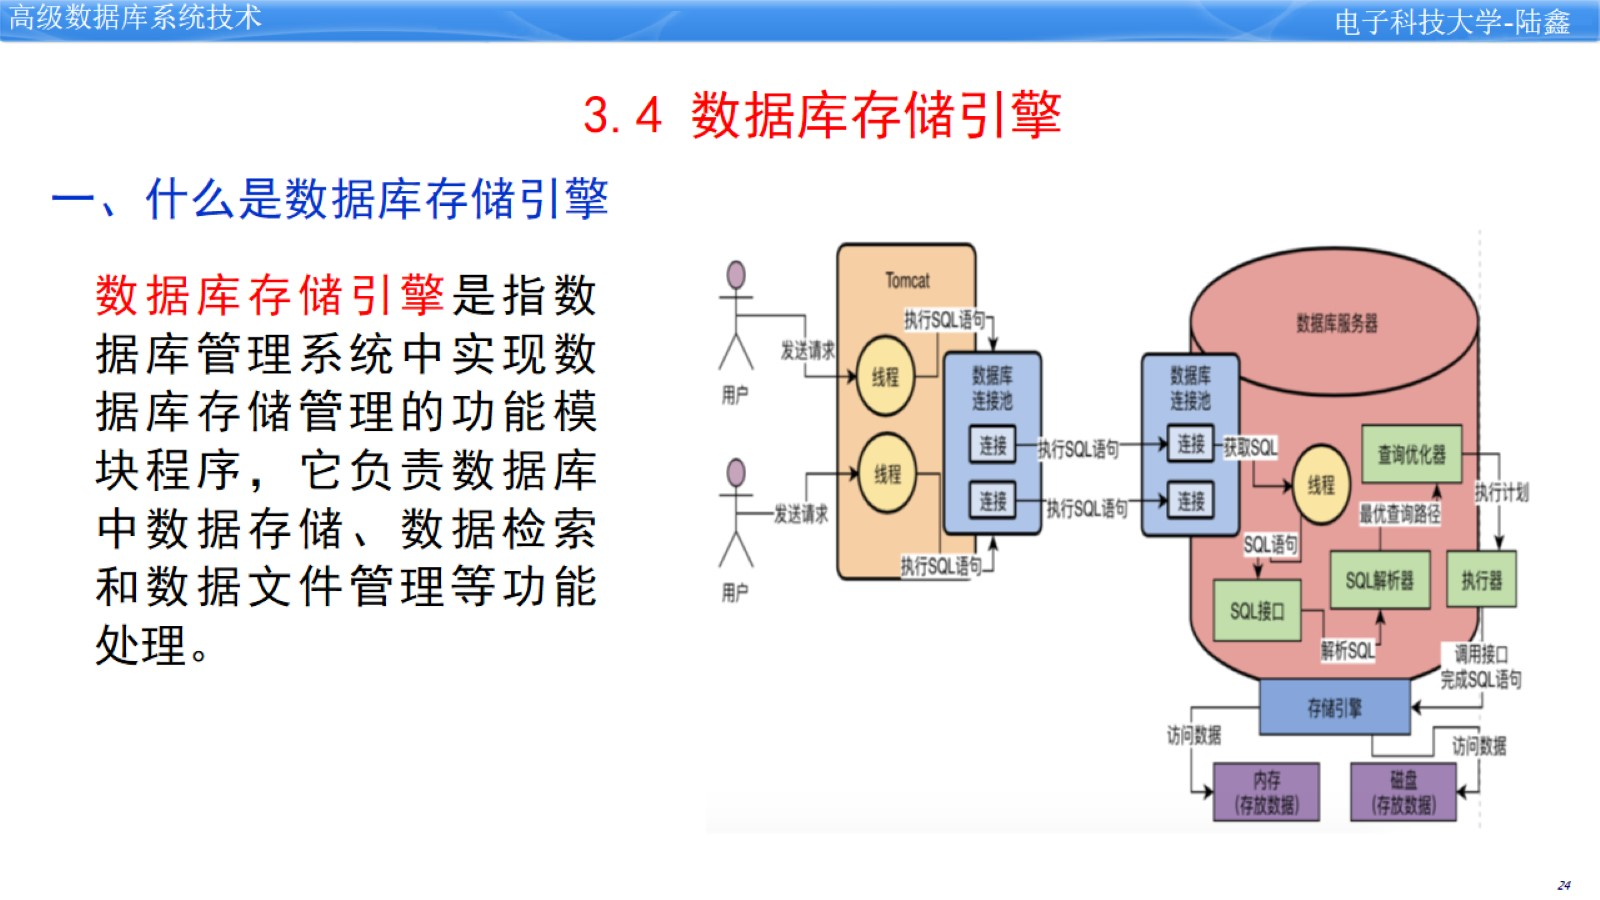 高级数据库系统技术
电子科技大学-陆鑫
3.4 数据库存储引擎
一、什么是数据库存储引擎
数据库存储引擎是指数
据库管理系统中实现数
据库存储管理的功能模
块程序，它负责数据库
中数据存储、数据检索
和数据文件管理等功能
处理。
用户
发送请求
用户
发送请求
Tomcat
执行SQL语句
线程
线程
执行SQL语句
数据库
连接池
连接
连接
执行SQL语句
执行SQL语句
数据库
连接池
连接
连接
获取SQL
数据库服务器
线程
查询优化器
执行计划
最优查询路径
SQL语句
SQL接口
SQL解析器
执行器
解析SQL
调用接口
完成SQL语句
存储引擎
访问数据
访问数据
内存
(存放数据)
磁盘
(存放数据)
24